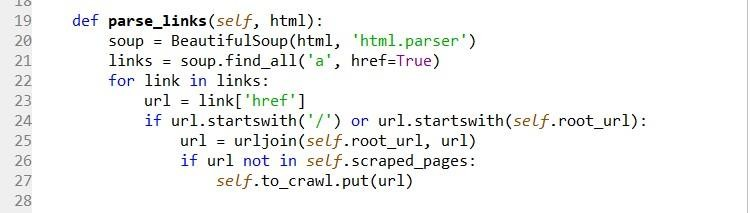 18
19     def parse_links(self, html):
20         soup = BeautifulSoup(html, 'html.parser')
21         links = soup.find_all('a', href=True)
22         for link in links:
23             url = link['href']
24             if url.startswith('/') or url.startswith(self.root_url):
25                 url = urljoin(self.root_url, url)
26                 if url not in self.scraped_pages:
27                     self.to_crawl.put(url)
28